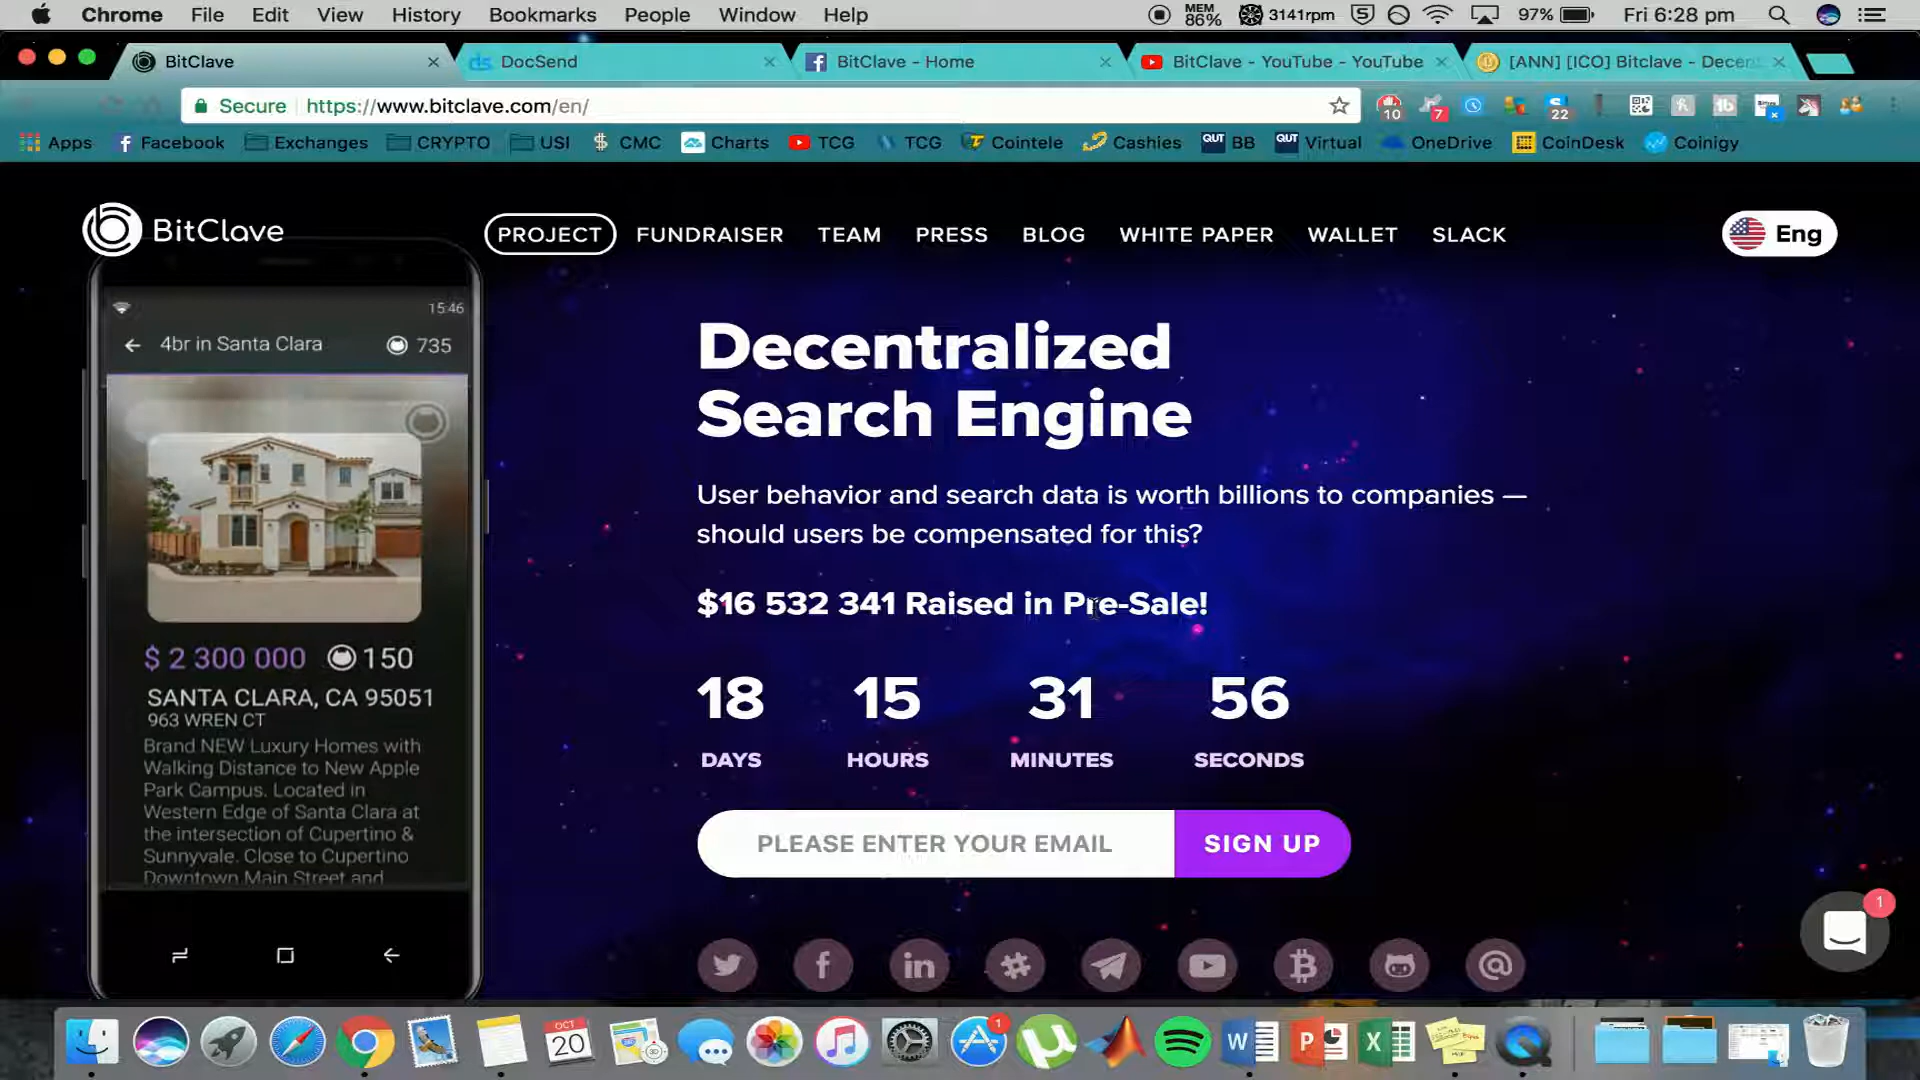 Chrome File Edit View History Bookmarks People Window Help MEM 86% 3141rpm 97% Fri 6:28 pm
BitClave DocSend BitClave - Home BitClave - YouTube - YouTube [ANN] [ICO] Bitclave - Decen
Secure https://www.bitclave.com/en/ 10 7 22
Apps Facebook Exchanges CRYPTO USI CMC Charts TCG TCG Cointele Cashies BB Virtual OneDrive CoinDesk Coinigy
BitClave PROJECT FUNDRAISER TEAM PRESS BLOG WHITE PAPER WALLET SLACK Eng
15:46
4br in Santa Clara 735
$ 2 300 000 150
SANTA CLARA, CA 95051
963 WREN CT
Brand NEW Luxury Homes with
Walking Distance to New Apple
Park Campus. Located in
Western Edge of Santa Clara at
the intersection of Cupertino &
Sunnyvale. Close to Cupertino
Downtown Main Street and
Decentralized
Search Engine
User behavior and search data is worth billions to companies —
should users be compensated for this?
$16 532 341 Raised in Pre-Sale!
18 15 31 56
DAYS HOURS MINUTES SECONDS
PLEASE ENTER YOUR EMAIL SIGN UP
1
OCT
20
1